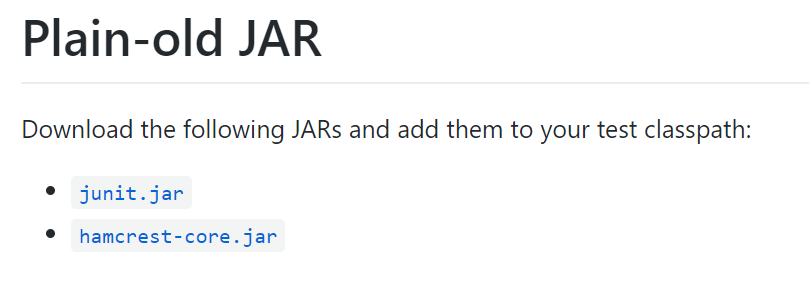 Plain-old JAR
Download the following JARs and add them to your test classpath:
junit.jar
hamcrest-core.jar